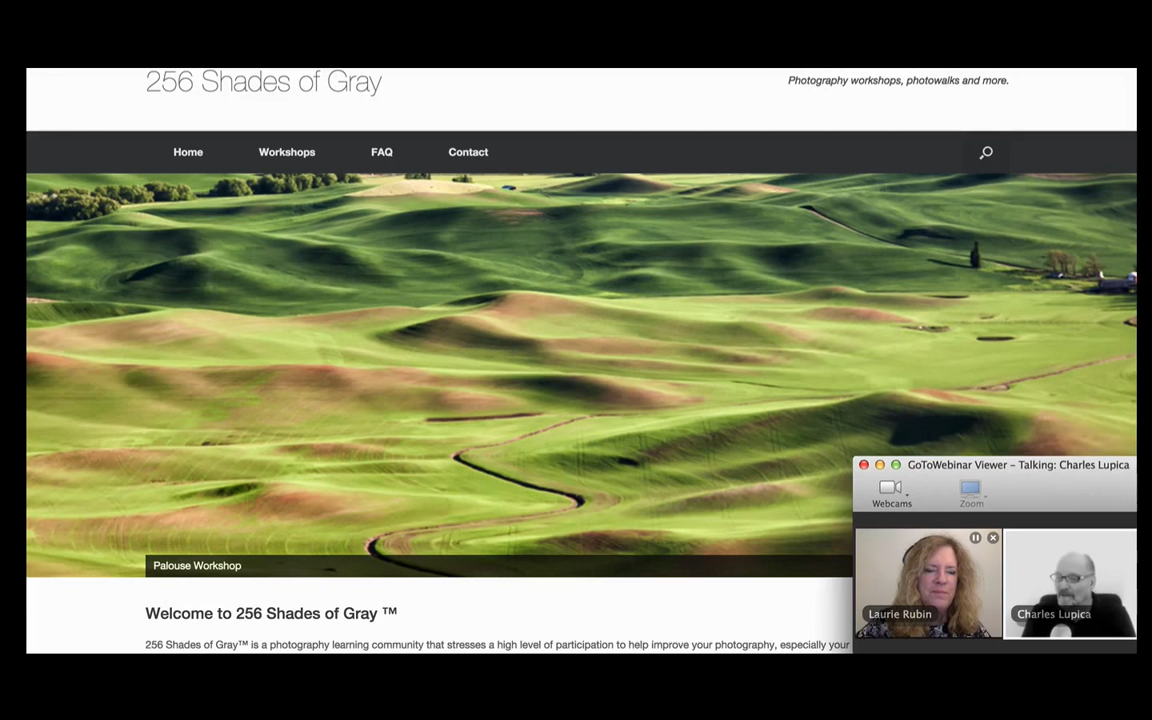 256 Shades of Gray
Photography workshops, photowalks and more.
Home Workshops FAQ Contact
Palouse Workshop
Welcome to 256 Shades of Gray ™
256 Shades of Gray™ is a photography learning community that stresses a high level of participation to help improve your photography, especially your
GoToWebinar Viewer – Talking: Charles Lupica
Webcams Zoom
Laurie Rubin Charles Lupica